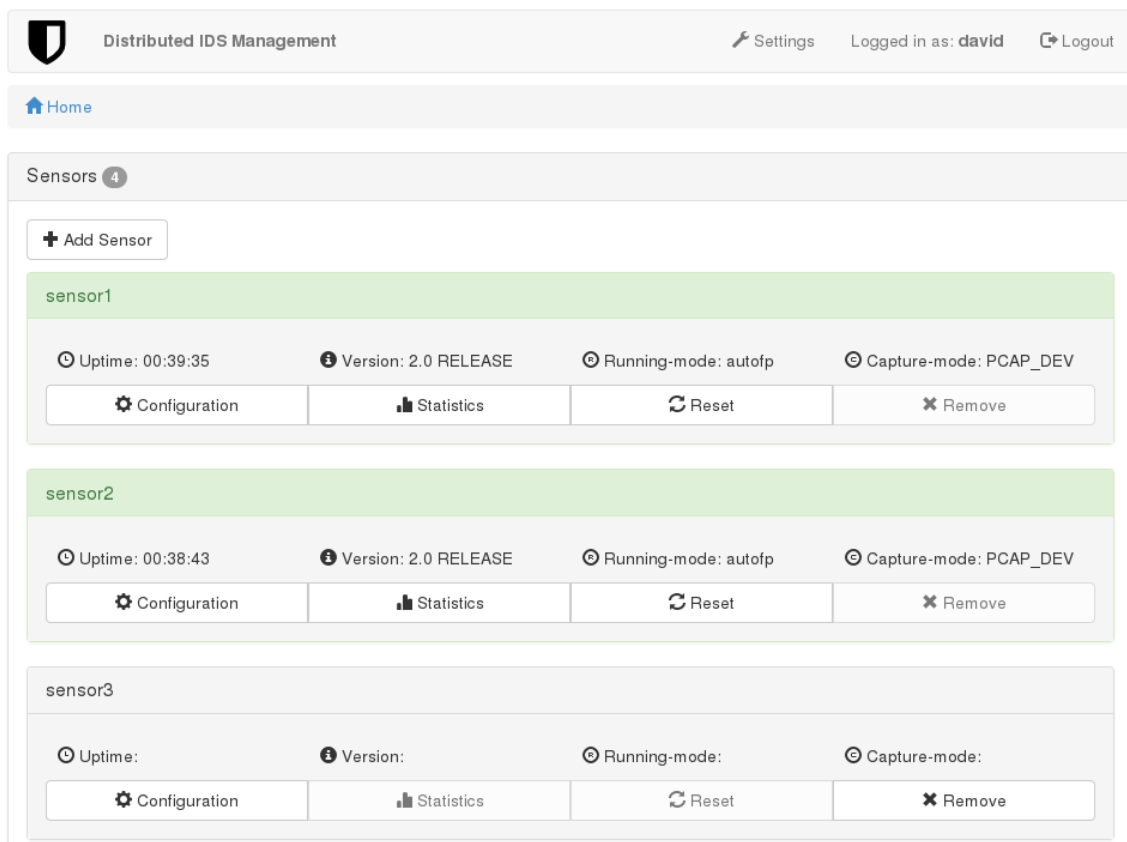 Distributed IDS Management Settings Logged in as: david Logout
Home
Sensors 4
Add Sensor
sensor1
Uptime: 00:39:35 Version: 2.0 RELEASE Running-mode: autofp Capture-mode: PCAP_DEV
Configuration Statistics Reset Remove
sensor2
Uptime: 00:38:43 Version: 2.0 RELEASE Running-mode: autofp Capture-mode: PCAP_DEV
Configuration Statistics Reset Remove
sensor3
Uptime: Version: Running-mode: Capture-mode:
Configuration Statistics Reset Remove